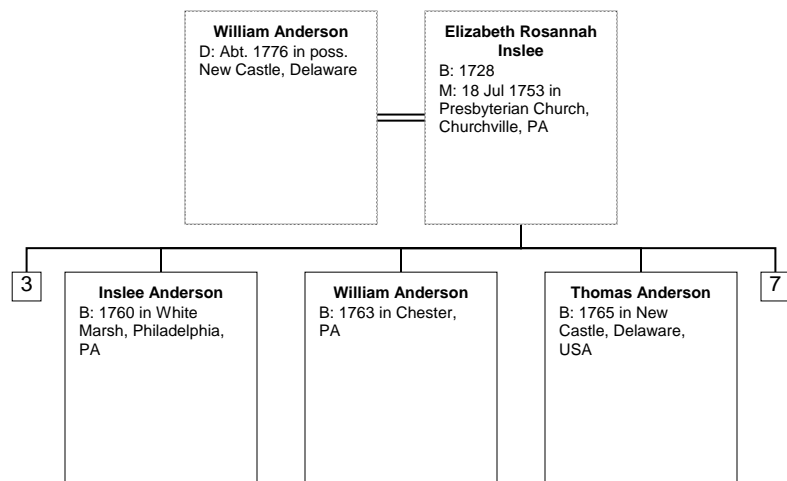 William Anderson
D: Abt. 1776 in poss.
New Castle, Delaware
Elizabeth Rosannah
Inslee
B: 1728
M: 18 Jul 1753 in
Presbyterian Church,
Churchville, PA
3
Inslee Anderson
B: 1760 in White
Marsh, Philadelphia,
PA
William Anderson
B: 1763 in Chester,
PA
Thomas Anderson
B: 1765 in New
Castle, Delaware,
USA
7